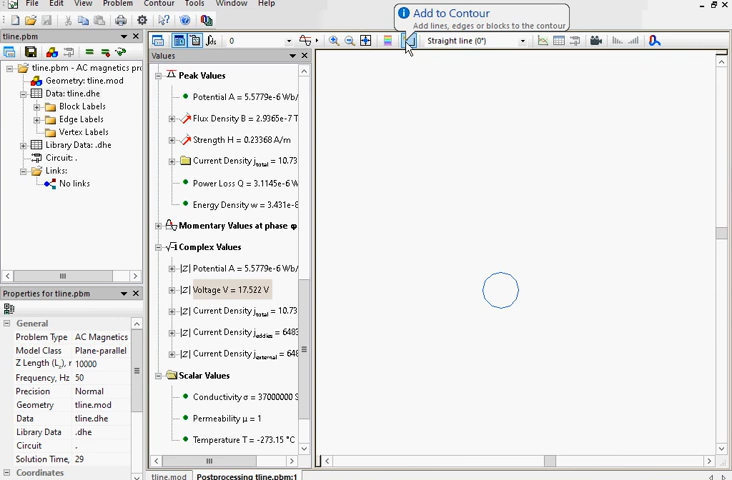 File Edit View Problem Contour Tools Window Help
Add to Contour
Add lines, edges or blocks to the contour
tline.pbm
0
Straight line (0°)
tline.pbm - AC magnetics pr
Geometry: tline.mod
Data: tline.dhe
Block Labels
Edge Labels
Vertex Labels
Library Data: .dhe
Circuit: .
Links:
No links
Values
Peak Values
Potential A = 5.5779e-6 Wb/
Flux Density B = 2.9365e-7 T
Strength H = 0.23368 A/m
Current Density jtotal = 10.73
Power Loss Q = 3.1145e-6 W
Energy Density w = 3.431e-8
Momentary Values at phase φ
Complex Values
Potential A = 5.5779e-6 Wb/
Voltage V = 17.522 V
Current Density jtotal = 10.73
Current Density jeddies = 6483
Current Density jexternal = 648
Scalar Values
Conductivity σ = 37000000 S
Permeability μ = 1
Temperature T = -273.15 °C
Properties for tline.pbm
General
Problem Type AC Magnetics
Model Class Plane-parallel
Z Length (Lz), r 10000
Frequency, Hz 50
Precision Normal
Geometry tline.mod
Data tline.dhe
Library Data .dhe
Circuit .
Solution Time, 29
Coordinates
tline.mod Postprocessing tline.pbm:1